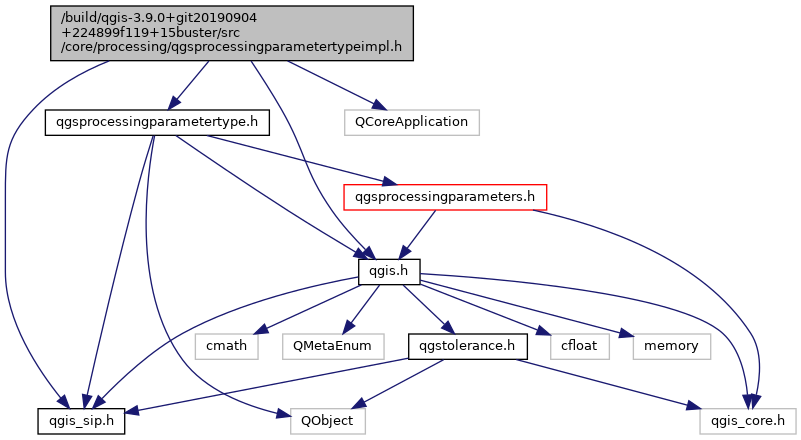 /build/qgis-3.9.0+git20190904
+224899f119+15buster/src
/core/processing/qgsprocessingparametertypeimpl.h
qgsprocessingparametertype.h
QCoreApplication
qgsprocessingparameters.h
qgis.h
cmath
QMetaEnum
qgstolerance.h
cfloat
memory
qgis_sip.h
QObject
qgis_core.h